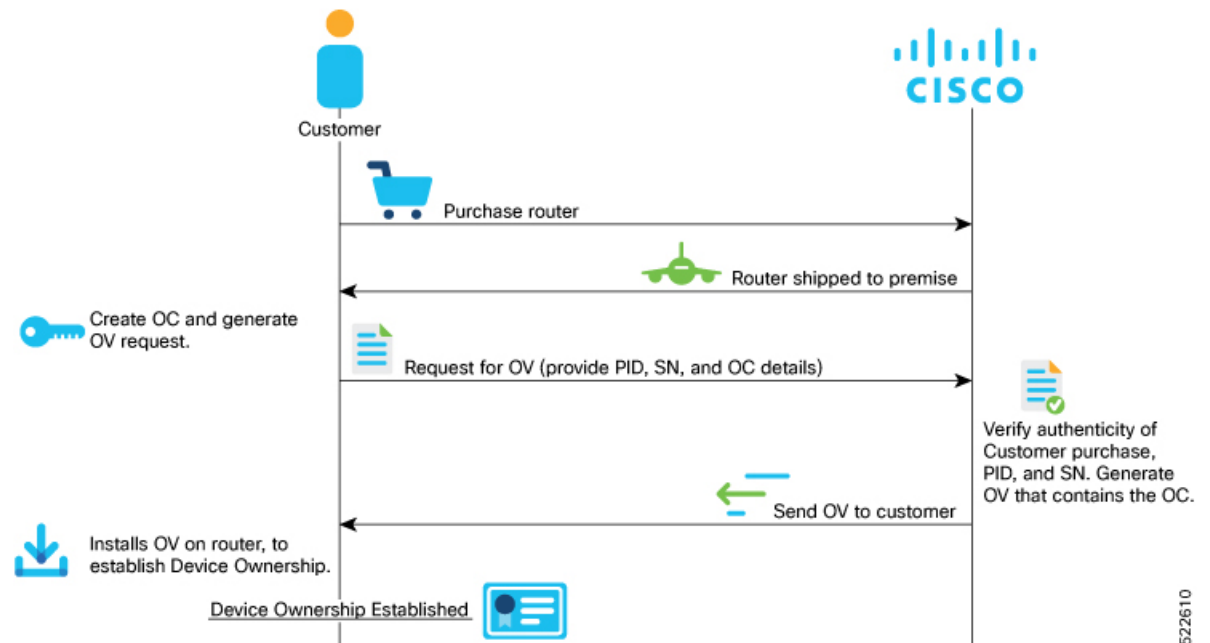 CISCO
Customer
Purchase router
Router shipped to premise
Create OC and generate
OV request.
Request for OV (provide PID, SN, and OC details)
Verify authenticity of
Customer purchase,
PID, and SN. Generate
OV that contains the OC.
Send OV to customer
Installs OV on router, to
establish Device Ownership.
Device Ownership Established
522610